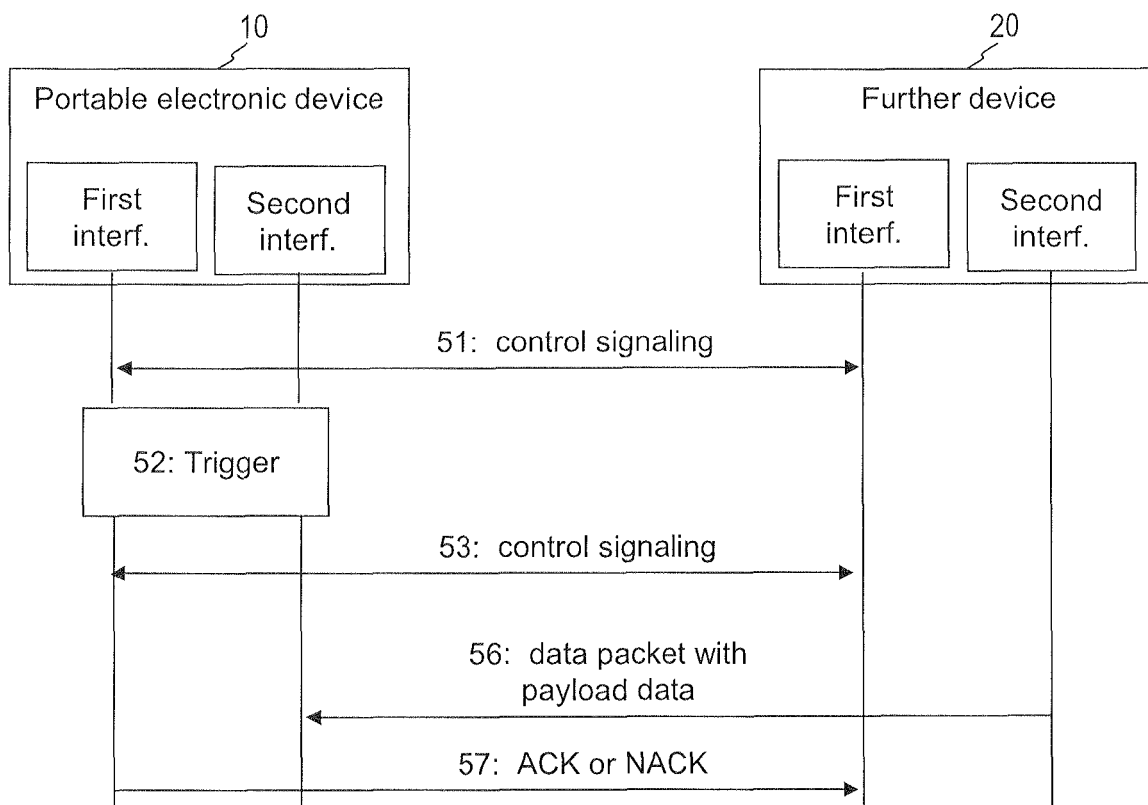 10
20
Portable electronic device
Further device
First
interf.
Second
interf.
First
interf.
Second
interf.
51: control signaling
52: Trigger
53: control signaling
56: data packet with
payload data
57: ACK or NACK